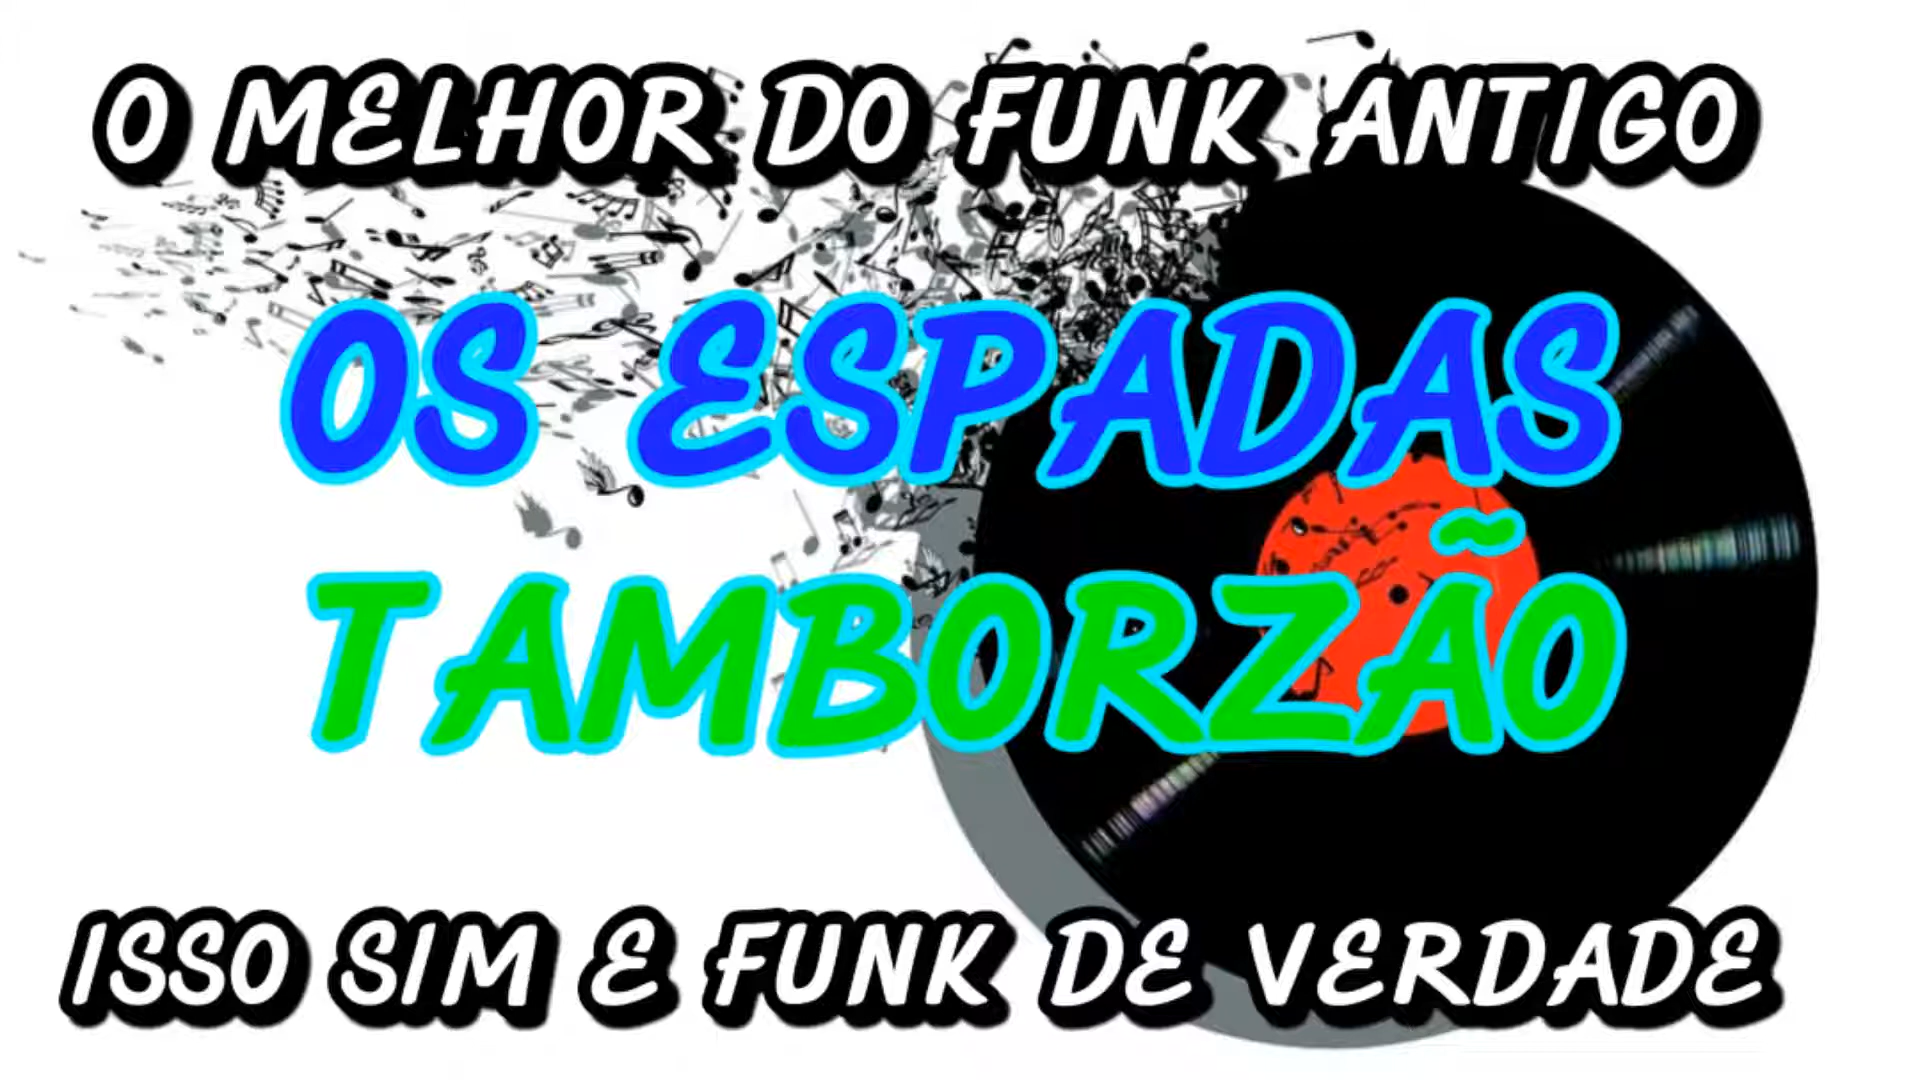 O MELHOR DO FUNK ANTIGO
OS ESPADAS
TAMBORZÃO
ISSO SIM E FUNK DE VERDADE